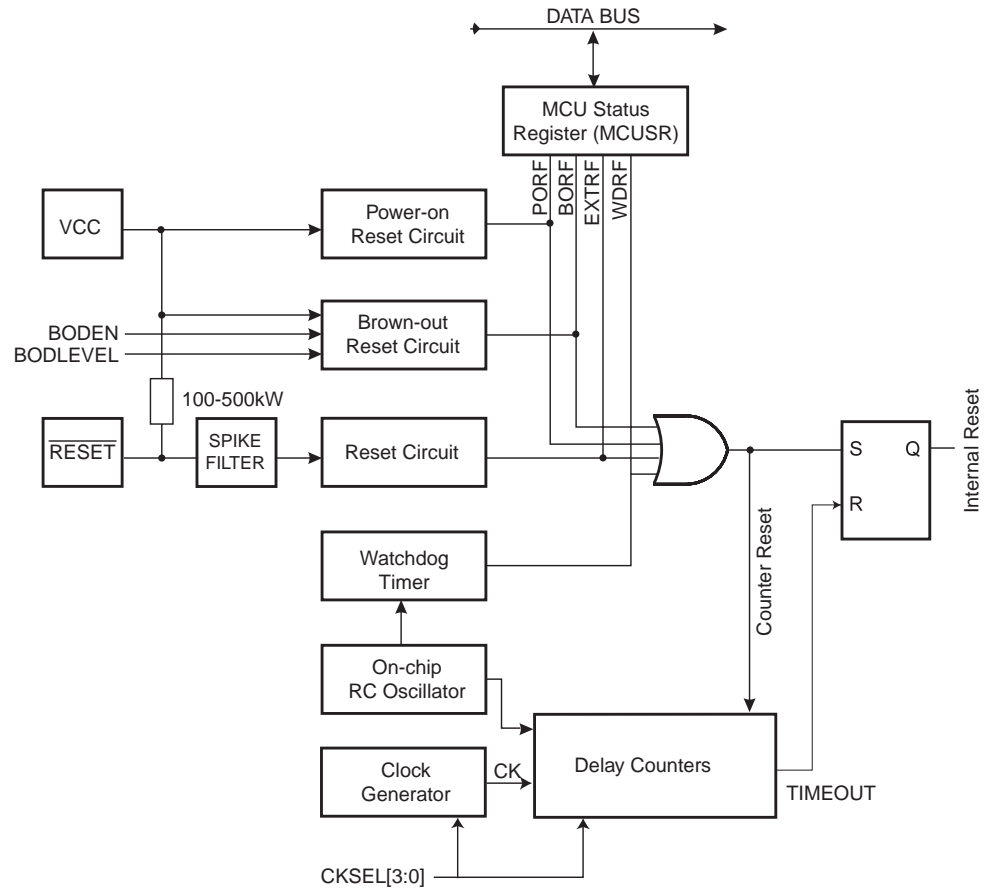 DATA BUS
MCU Status
Register (MCUSR)
PORF
BORF
EXTRF
WDRF
VCC
Power-on
Reset Circuit
BODEN
BODLEVEL
Brown-out
Reset Circuit
100-500kW
RESET
SPIKE
FILTER
Reset Circuit
S
Q
R
Internal Reset
Watchdog
Timer
Counter Reset
On-chip
RC Oscillator
Clock
Generator
CK
Delay Counters
TIMEOUT
CKSEL[3:0]